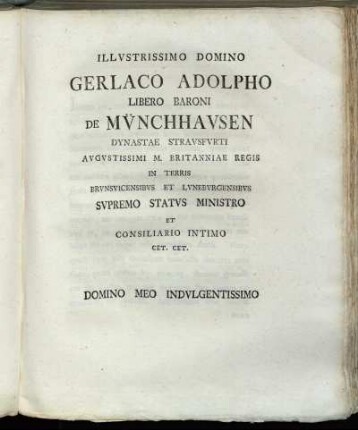 ILLVSTRISSIMO DOMINO
GERLACO ADOLPHO
LIBERO BARONI
DE MVNCHHAVSEN
DYNASTAE STRAVSFVRTI
AVGVSTISSIMI M. BRITANNIAE REGIS
IN TERRIS
BRVNSVICENSIBVS ET LVNEBVRGENSIBVS
SVPREMO STATVS MINISTRO
ET
CONSILIARIO INTIMO
CET. CET.
DOMINO MEO INDVLGENTISSIMO